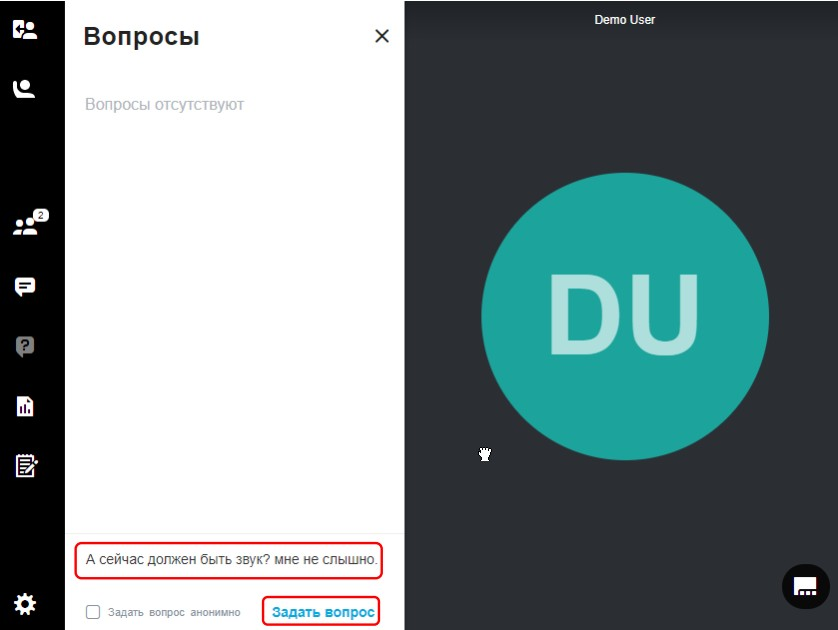 Demo User
Вопросы
Вопросы отсутствуют
2
?
DU
А сейчас должен быть звук? мне не слышно.
Задать вопрос анонимно
Задать вопрос